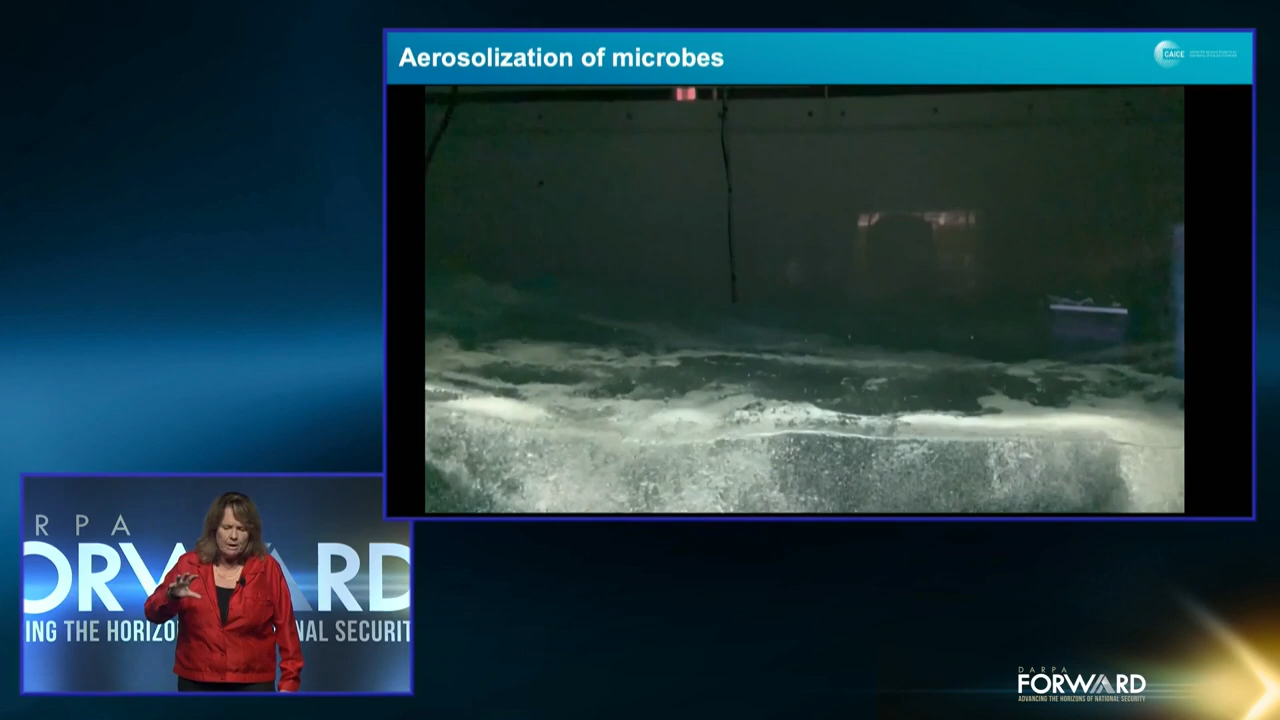 Aerosolization of microbes
CAICE
RPA
ORW ARD
ING THE HORIZO NAL SECURIT
DARPA
FORWARD
ADVANCING THE HORIZONS OF NATIONAL SECURITY